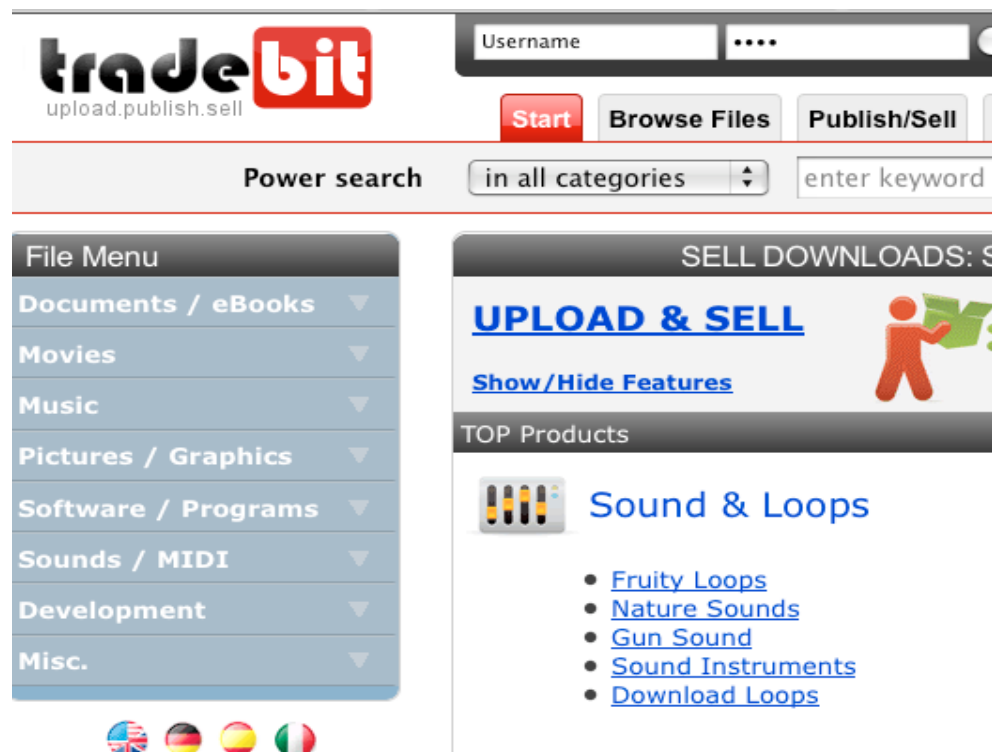 tradebit
upload.publish.sell
Username
••••
Start
Browse Files
Publish/Sell
Power search
in all categories
enter keyword
File Menu
Documents / eBooks
Movies
Music
Pictures / Graphics
Software / Programs
Sounds / MIDI
Development
Misc.
SELL DOWNLOADS: S
UPLOAD & SELL
Show/Hide Features
TOP Products
Sound & Loops
• Fruity Loops
• Nature Sounds
• Gun Sound
• Sound Instruments
• Download Loops